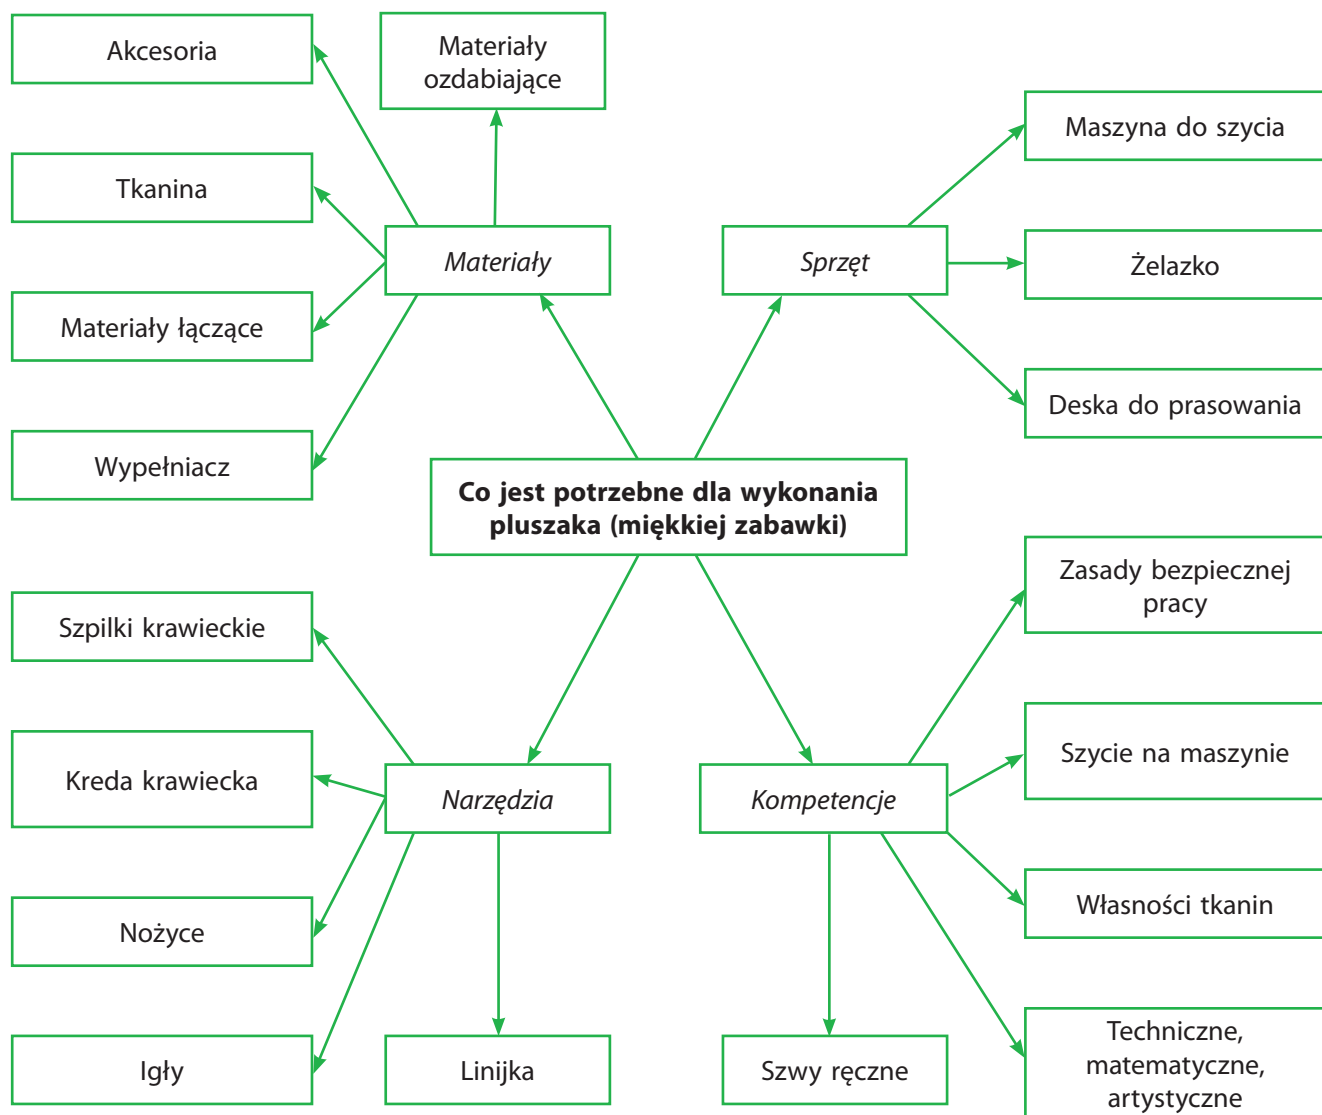 Akcesoria
Materiały
ozdabiające
Maszyna do szycia
Tkanina
Materiały
Sprzęt
Żelazko
Materiały łączące
Deska do prasowania
Wypełniacz
Co jest potrzebne dla wykonania
pluszaka (miękkiej zabawki)
Zasady bezpiecznej
pracy
Szpilki krawieckie
Szycie na maszynie
Kreda krawiecka
Narzędzia
Kompetencje
Własności tkanin
Nożyce
Igły
Linijka
Szwy ręczne
Techniczne,
matematyczne,
artystyczne